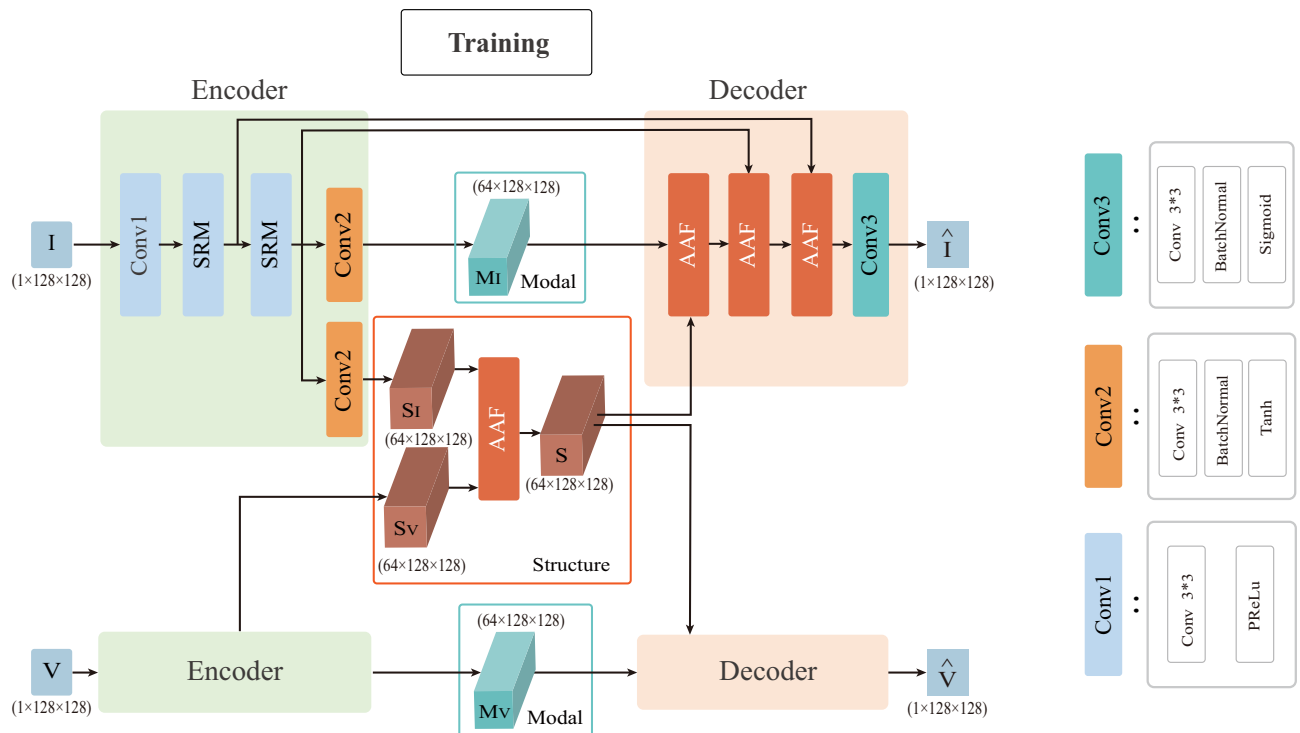 Training
Encoder
Decoder
I
(1×128×128)
Conv1
SRM
SRM
Conv2
Conv2
(64×128×128)
MI
Modal
AAF
AAF
AAF
Conv3
^
I
(1×128×128)
SI
(64×128×128)
AAF
S
(64×128×128)
SV
(64×128×128)
Structure
V
(1×128×128)
Encoder
(64×128×128)
MV
Modal
Decoder
^
V
(1×128×128)
Conv3
:
Conv 3*3
BatchNormal
Sigmoid
Conv2
:
Conv 3*3
BatchNormal
Tanh
Conv1
:
Conv 3*3
PReLu